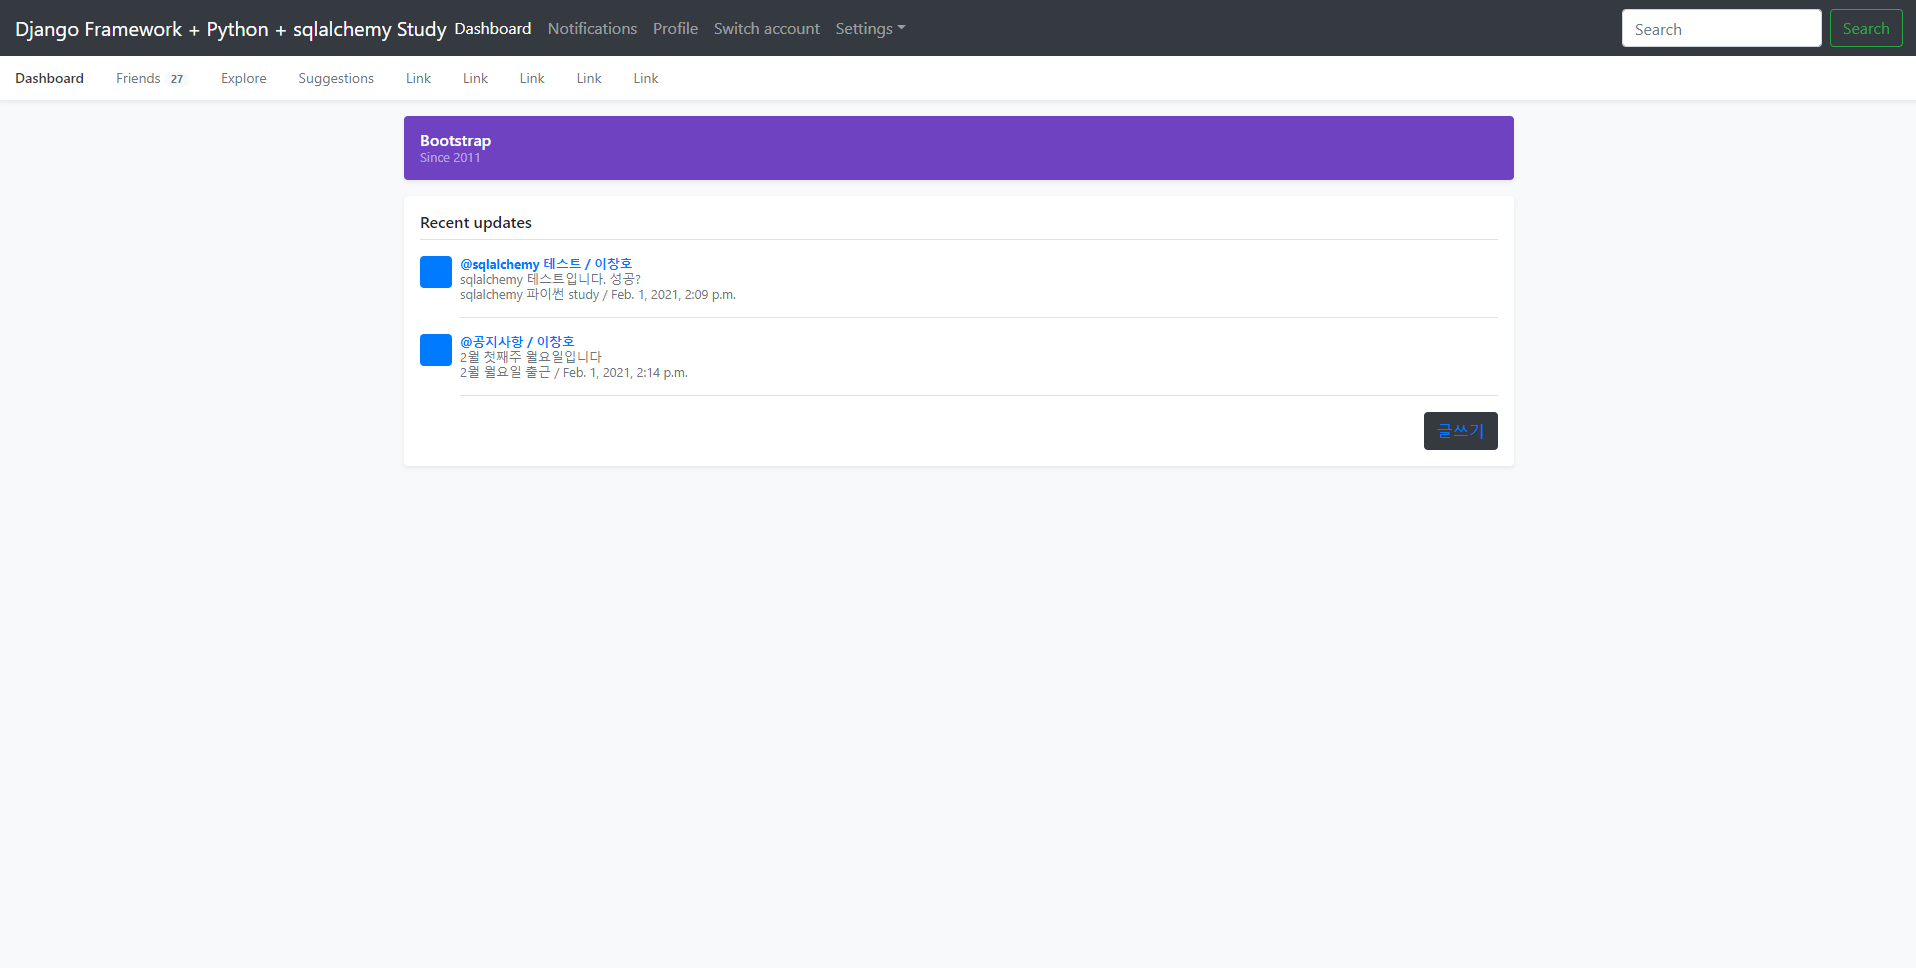 Django Framework + Python + sqlalchemy Study Dashboard Notifications Profile Switch account Settings Search Search
Dashboard Friends 27 Explore Suggestions Link Link Link Link Link
Bootstrap
Since 2011
Recent updates
@sqlalchemy 테스트 / 이창호
sqlalchemy 테스트입니다. 성공?
sqlalchemy 파이썬 study / Feb. 1, 2021, 2:09 p.m.
@공지사항 / 이창호
2월 첫째주 월요일입니다
2월 월요일 출근 / Feb. 1, 2021, 2:14 p.m.
글쓰기